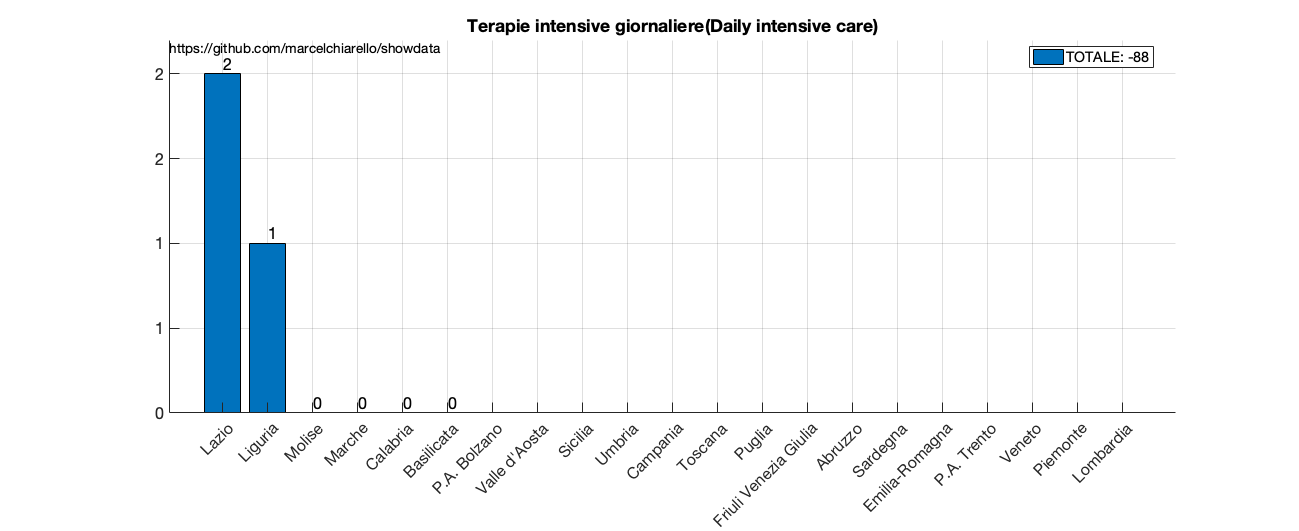 Terapie intensive giornaliere(Daily intensive care)
https://github.com/marcelchiarello/showdata
TOTALE: -88
2
2
1
1
0
2
1
0
0
0
0
Lazio
Liguria
Molise
Marche
Calabria
Basilicata
P.A. Bolzano
Valle d'Aosta
Sicilia
Umbria
Campania
Toscana
Puglia
Friuli Venezia Giulia
Abruzzo
Sardegna
Emilia-Romagna
P.A. Trento
Veneto
Piemonte
Lombardia